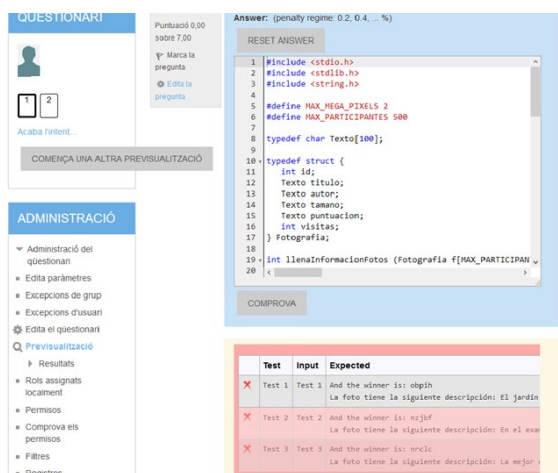 QÜESTIONARI
1
2
Acaba l'intent...
COMENÇA UNA ALTRA PREVISUALITZACIÓ
ADMINISTRACIÓ
Administració del
qüestionari
Edita paràmetres
Excepcions de grup
Excepcions d'usuari
Edita el qüestionari
Previsualització
Resultats
Rols assignats
localment
Permisos
Comprova els
permisos
Filtres
Registres
Puntuació 0,00
sobre 7,00
Marca la
pregunta
Edita la
pregunta
Answer: (penalty regime: 0.2, 0.4, ... %)
RESET ANSWER
1 #include <stdio.h>
2 #include <stdlib.h>
3 #include <string.h>
4
5 #define MAX_MEGA_PIXELS 2
6 #define MAX_PARTICIPANTES 500
7
8 typedef char Texto[100];
9
10 typedef struct {
11 int id;
12 Texto titulo;
13 Texto autor;
14 Texto tamano;
15 Texto puntuacion;
16 int visitas;
17 } Fotografia;
18
19 int llenaInformacionFotos (Fotografia f[MAX_PARTICIPAN
20
COMPROVA
Test Input Expected
Test 1 Test 1 And the winner is: obpih
La foto tiene la siguiente descripción: El jardín
Test 2 Test 2 And the winner is: nzjbf
La foto tiene la siguiente descripción: En el exa
Test 3 Test 3 And the winner is: nrclc
La foto tiene la siguiente descripción: La mejor